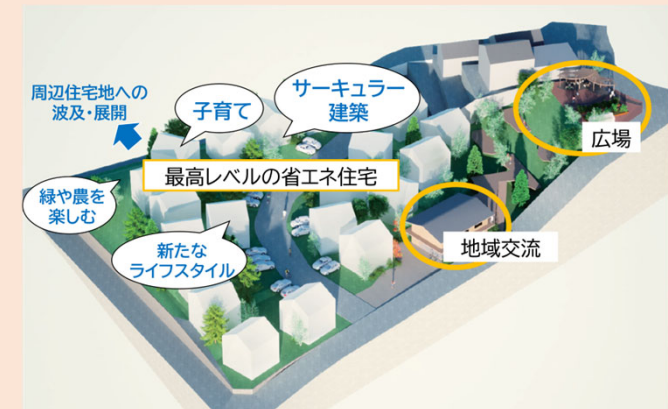 周辺住宅地への
波及・展開
子育て
サーキュラー
建築
広場
最高レベルの省エネ住宅
緑や農を
楽しむ
新たな
ライフスタイル
地域交流